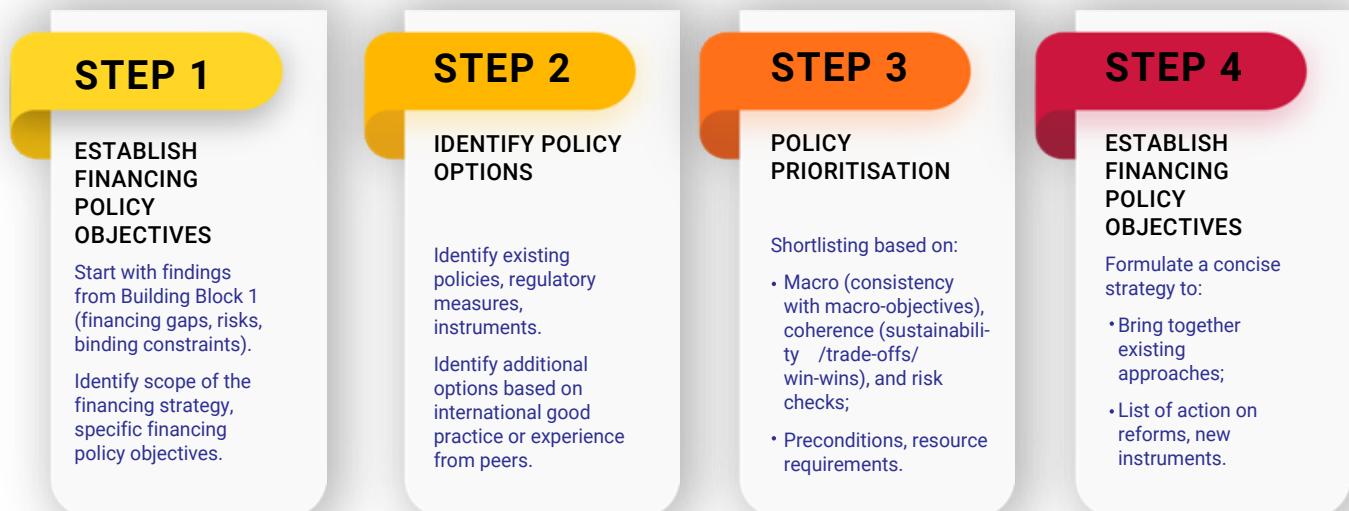 STEP 1
ESTABLISH
FINANCING
POLICY
OBJECTIVES
Start with findings
from Building Block 1
(financing gaps, risks,
binding constraints).
Identify scope of the
financing strategy,
specific financing
policy objectives.
STEP 2
IDENTIFY POLICY
OPTIONS
Identify existing
policies, regulatory
measures,
instruments.
Identify additional
options based on
international good
practice or experience
from peers.
STEP 3
POLICY
PRIORITISATION
Shortlisting based on:
• Macro (consistency
with macro-objectives),
coherence (sustainabili-
ty /trade-offs/
win-wins), and risk
checks;
• Preconditions, resource
requirements.
STEP 4
ESTABLISH
FINANCING
POLICY
OBJECTIVES
Formulate a concise
strategy to:
• Bring together
existing
approaches;
• List of action on
reforms, new
instruments.